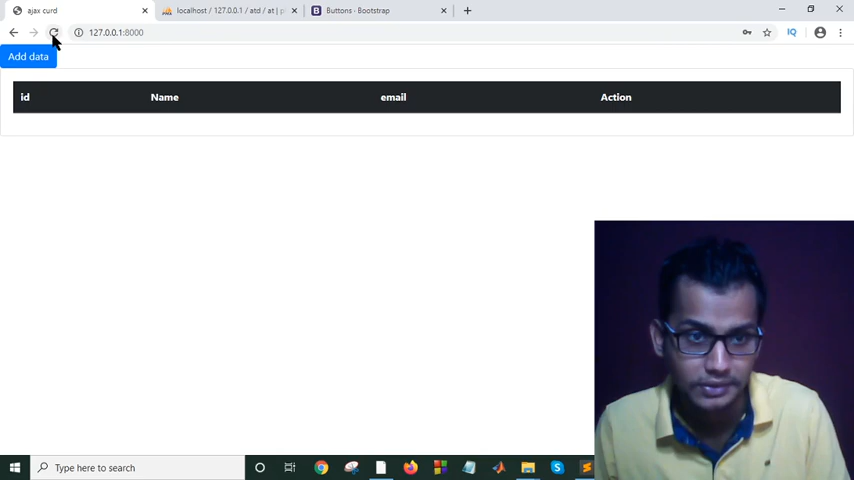 ajax curd
localhost / 127.0.0.1 / atd / at | p
Buttons · Bootstrap
127.0.0.1:8000
IQ
Add data
id Name email Action
Type here to search